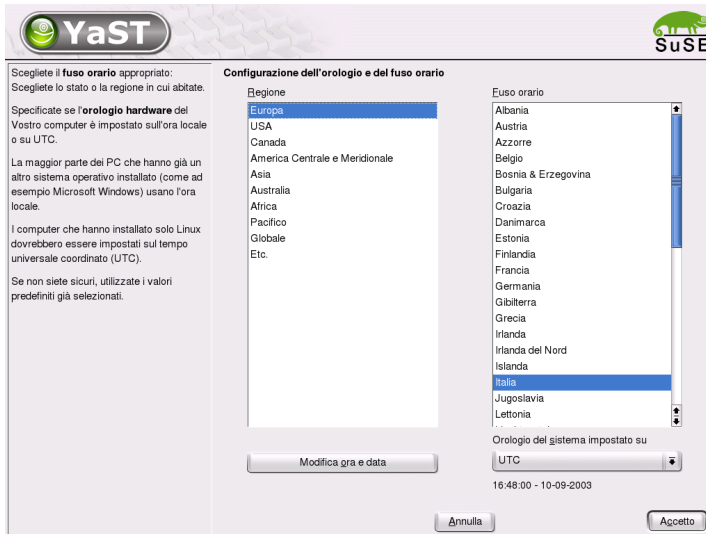 YaST
SuSE
Scegliete il fuso orario appropriato:
Scegliete lo stato o la regione in cui abitate.
Specificate se l'orologio hardware del
Vostro computer è impostato sull'ora locale
o su UTC.
La maggior parte dei PC che hanno già un
altro sistema operativo installato (come ad
esempio Microsoft Windows) usano l'ora
locale.
I computer che hanno installato solo Linux
dovrebbero essere impostati sul tempo
universale coordinato (UTC).
Se non siete sicuri, utilizzate i valori
predefiniti già selezionati.
Configurazione dell'orologio e del fuso orario
Regione
Europa
USA
Canada
America Centrale e Meridionale
Asia
Australia
Africa
Pacifico
Globale
Etc.
Modifica ora e data
Fuso orario
Albania
Austria
Azzorre
Belgio
Bosnia & Erzegovina
Bulgaria
Croazia
Danimarca
Estonia
Finlandia
Francia
Germania
Gibilterra
Grecia
Irlanda
Irlanda del Nord
Islanda
Italia
Jugoslavia
Lettonia
Orologio del sistema impostato su
UTC
16:48:00 - 10-09-2003
Annulla
Accetto